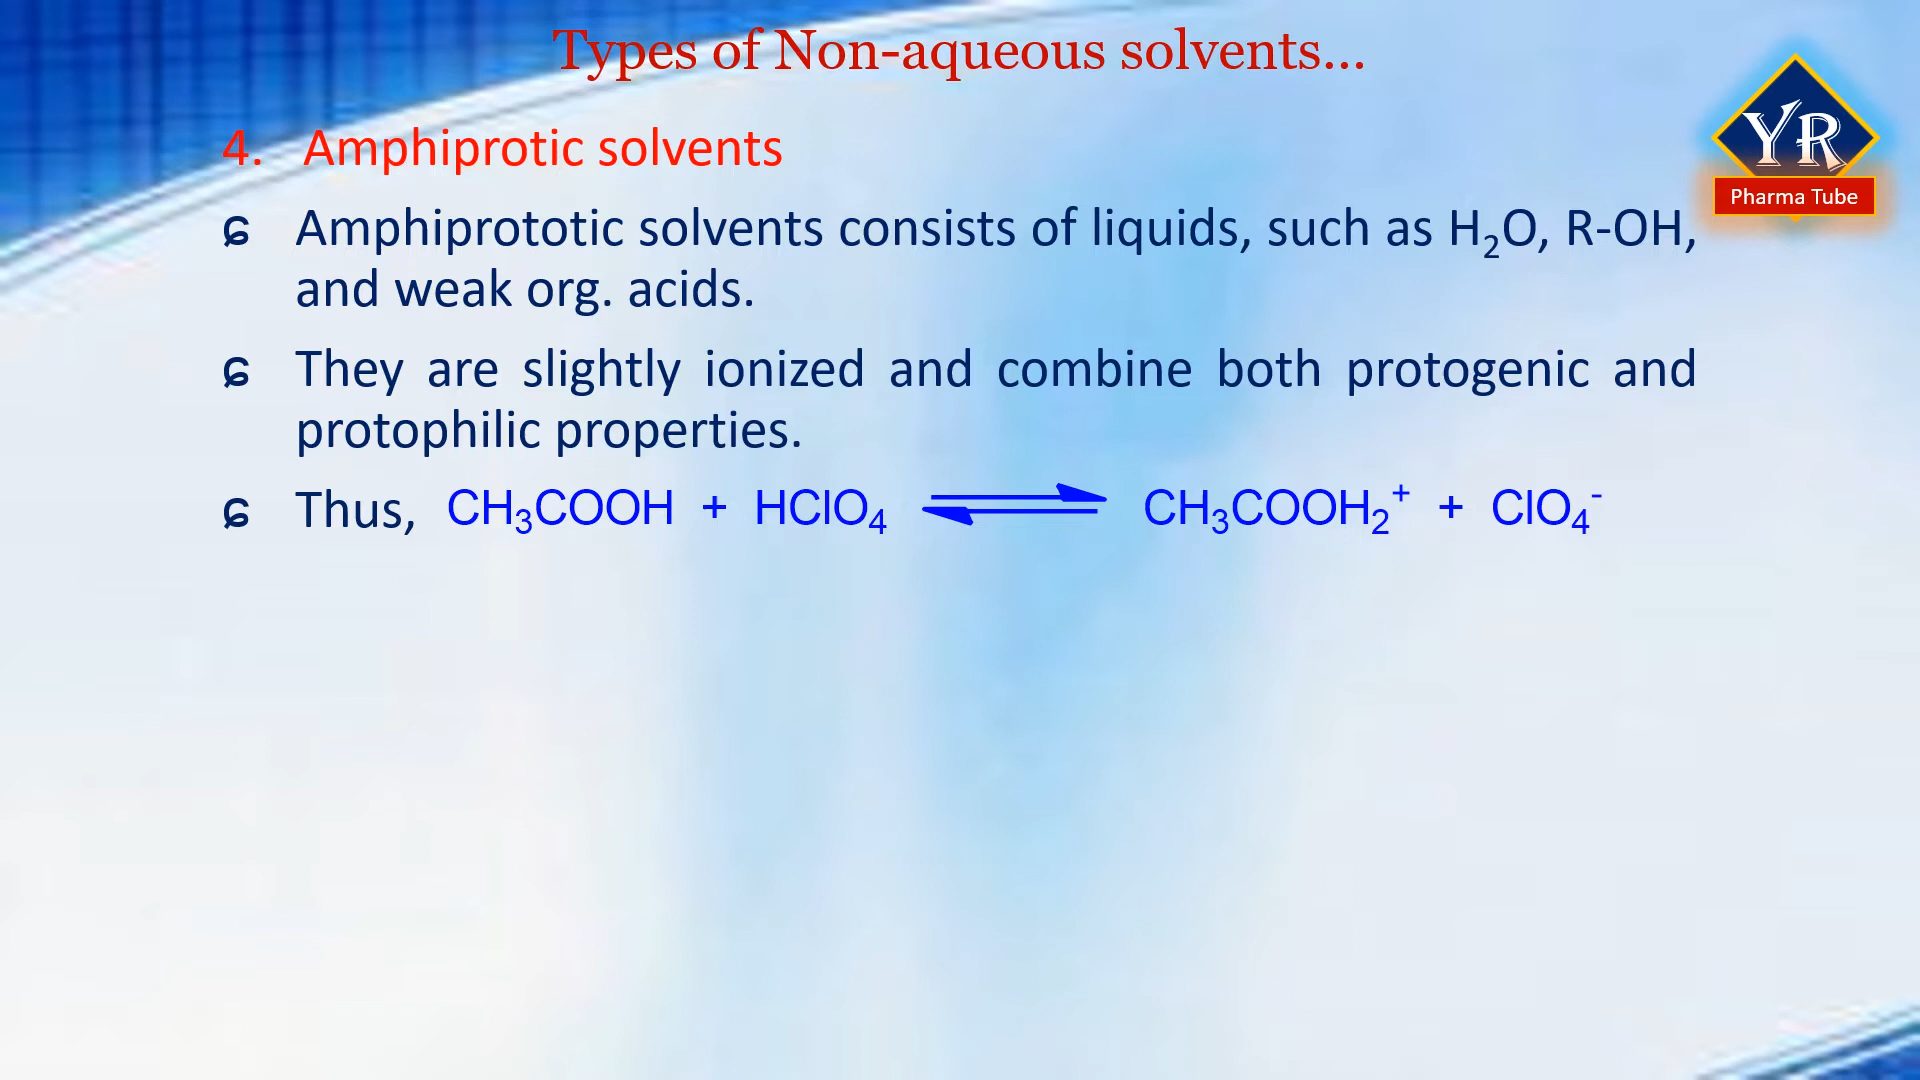 Types of Non-aqueous solvents...
YR
Pharma Tube
4. Amphiprotic solvents
Amphiprototic solvents consists of liquids, such as H₂O, R-OH,
and weak org. acids.
They are slightly ionized and combine both protogenic and
protophilic properties.
Thus, CH₃COOH + HClO₄ ⇌ CH₃COOH₂⁺ + ClO₄⁻